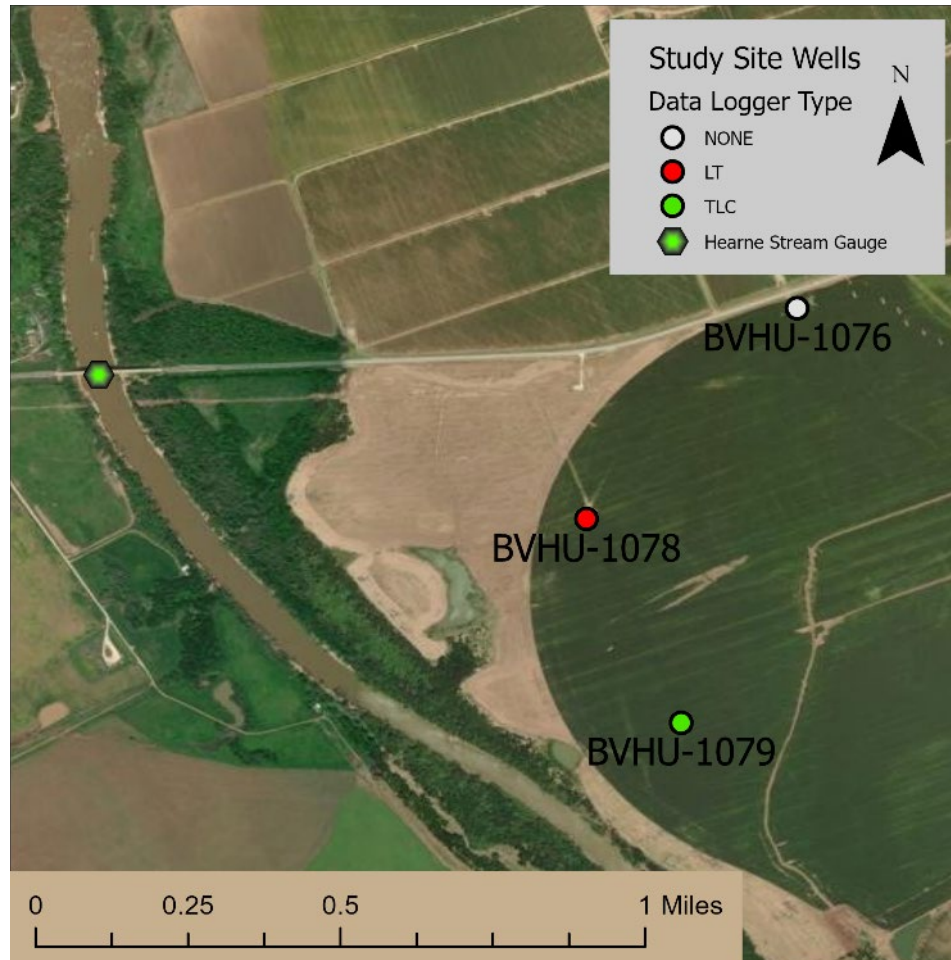 Study Site Wells
N
Data Logger Type
NONE
LT
TLC
Hearne Stream Gauge
BVHU-1076
BVHU-1078
BVHU-1079
0 0.25 0.5 1 Miles